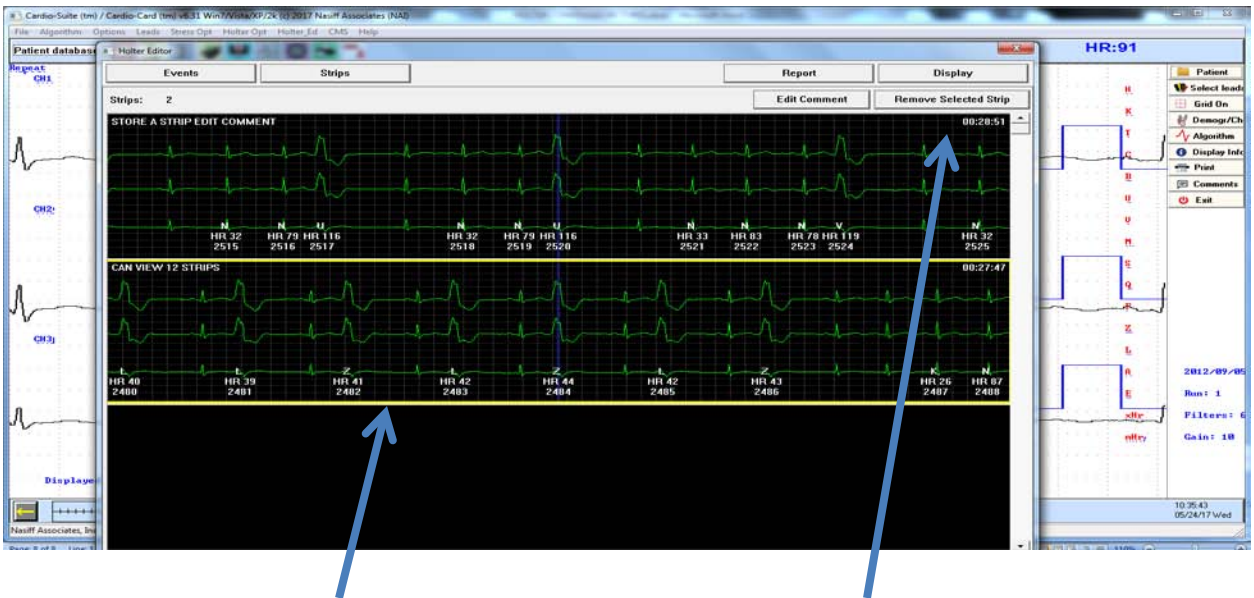 Cardio-Suite (tm) / Cardio-Card (tm) v6.31 Win7/Vista/XP/2k (c) 2017 Nasiff Associates (NAI)
File Algorithm Options Leads Stress Opt Holter Opt Holter_Ed CMS Help
Patient databas
HR:91
Holter Editor
Events Strips Report Display
Strips: 2 Edit Comment Remove Selected Strip
STORE A STRIP EDIT COMMENT 00:28:51
N N U N N U N N N V N
HR 32 HR 79 HR 116 HR 32 HR 79 HR 116 HR 33 HR 83 HR 78 HR 119 HR 32
2515 2516 2517 2518 2519 2520 2521 2522 2523 2524 2525
CAN VIEW 12 STRIPS 00:27:47
L L Z L Z L Z K N
HR 40 HR 39 HR 41 HR 42 HR 44 HR 42 HR 43 HR 26 HR 87
2480 2481 2482 2483 2484 2485 2486 2487 2488
Repeat
CH1
CH2
CH3
Displaye
Nasiff Associates, In
Patient
Select leads
Grid On
Demogr/Ch
Algorithm
Display Info
Print
Comments
Exit
2012/09/05
Run: 1
Filters: 6
Gain: 10
10:35:43
05/24/17 Wed